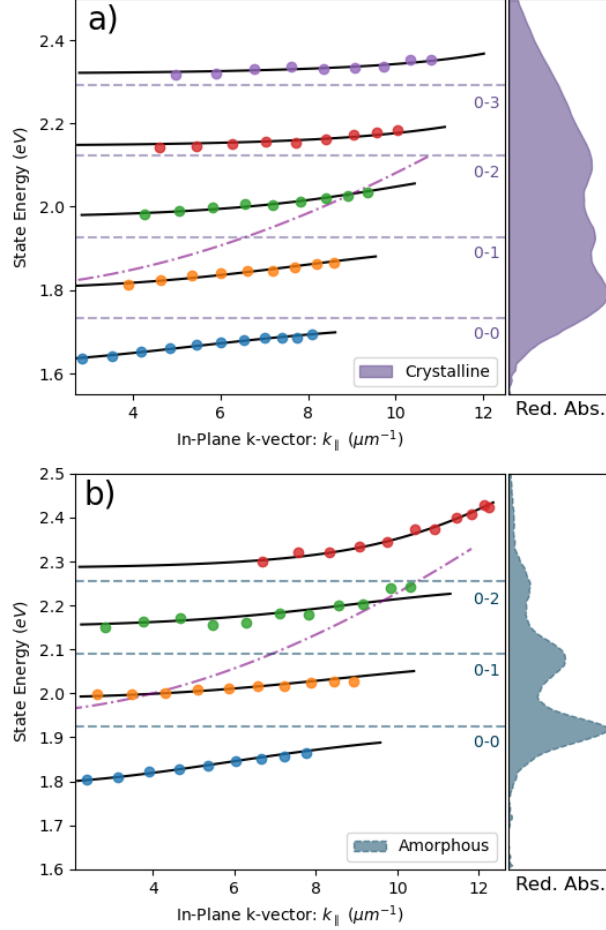 a)
2.4
2.2
2.0
1.8
1.6
State Energy (eV)
0-3
0-2
0-1
0-0
Crystalline
4 6 8 10 12
In-Plane k-vector: k∥ (μm⁻¹)
Red. Abs.
b)
2.5
2.4
2.3
2.2
2.1
2.0
1.9
1.8
1.7
1.6
State Energy (eV)
0-2
0-1
0-0
Amorphous
4 6 8 10 12
In-Plane k-vector: k∥ (μm⁻¹)
Red. Abs.